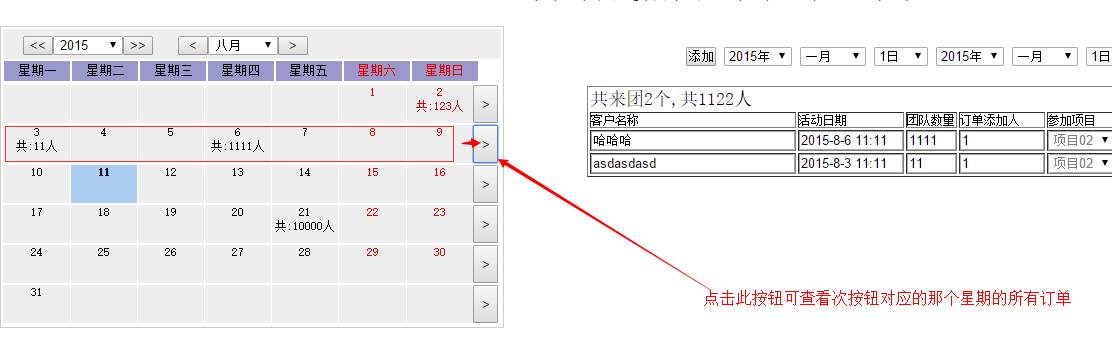 << 2015 >> < 八月 >
星期一 星期二 星期三 星期四 星期五 星期六 星期日
1 2 >
共:123人
3 4 5 6 7 8 9 >
共:11人 共:1111人
10 11 12 13 14 15 16 >
17 18 19 20 21 22 23 >
共:10000人
24 25 26 27 28 29 30 >
31 >
添加 2015年 一月 1日 2015年 一月 1日
共来团2个,共1122人
客户名称 活动日期 团队数量 订单添加人 参加项目
哈哈哈 2015-8-6 11:11 1111 1 项目02
asdasdasd 2015-8-3 11:11 11 1 项目02
点击此按钮可查看次按钮对应的那个星期的所有订单